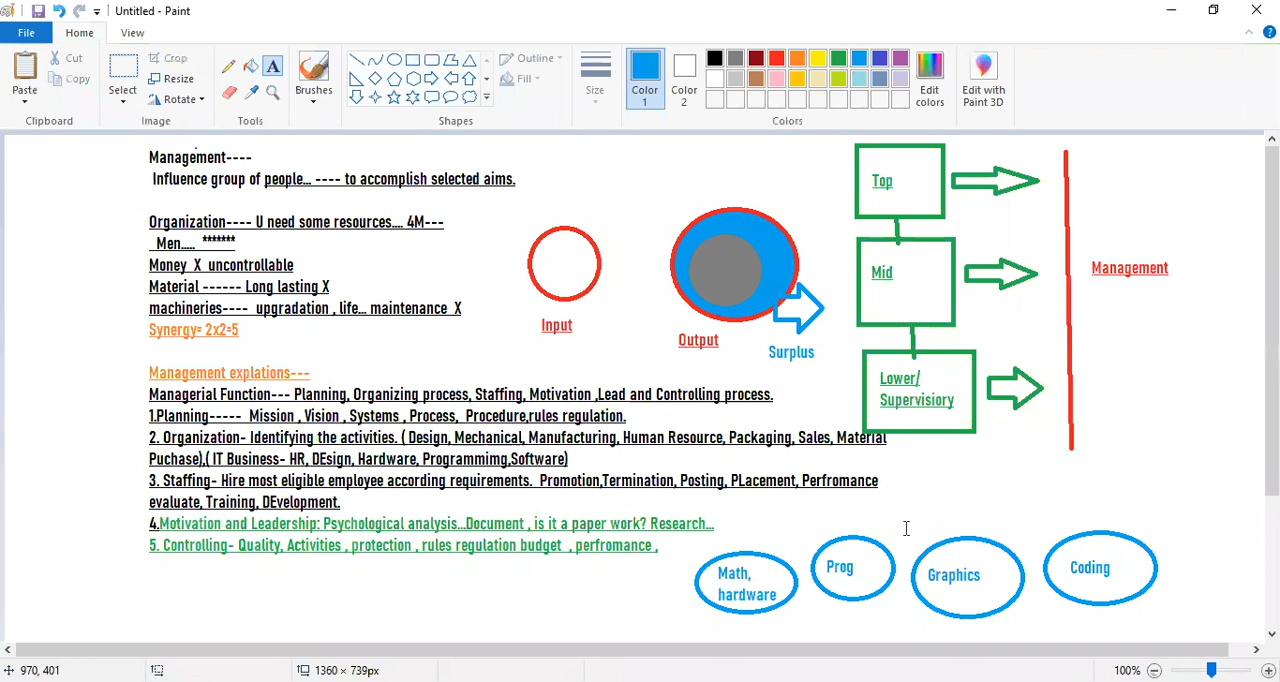 Untitled - Paint
File
Home
View
Paste
Cut
Copy
Clipboard
Select
Crop
Resize
Rotate
Image
A
Tools
Brushes
Shapes
Outline
Fill
Size
Color 1
Color 2
Edit colors
Colors
Edit with Paint 3D
Management----
Influence group of people... ---- to accomplish selected aims.
Organization---- U need some resources.... 4M---
Men..... *******
Money X uncontrollable
Material ------ Long lasting X
machineries---- upgradation , life... maintenance X
Synergy= 2x2=5
Input
Output
Surplus
Top
Mid
Lower/
Supervisiory
Management
Management explations---
Managerial Function--- Planning, Organizing process, Staffing, Motivation ,Lead and Controlling process.
1.Planning----- Mission , Vision , Systems , Process, Procedure,rules regulation.
2. Organization- Identifying the activities. ( Design, Mechanical, Manufacturing, Human Resource, Packaging, Sales, Material
Puchase),( IT Business- HR, DEsign, Hardware, Programmimg,Software)
3. Staffing- Hire most eligible employee according requirements. Promotion,Termination, Posting, PLacement, Perfromance
evaluate, Training, DEvelopment.
4.Motivation and Leadership: Psychological analysis...Document , is it a paper work? Research...
5. Controlling- Quality, Activities , protection , rules regulation budget , perfromance ,
Math,
hardware
Prog
Graphics
Coding
970, 401
1360 × 739px
100%